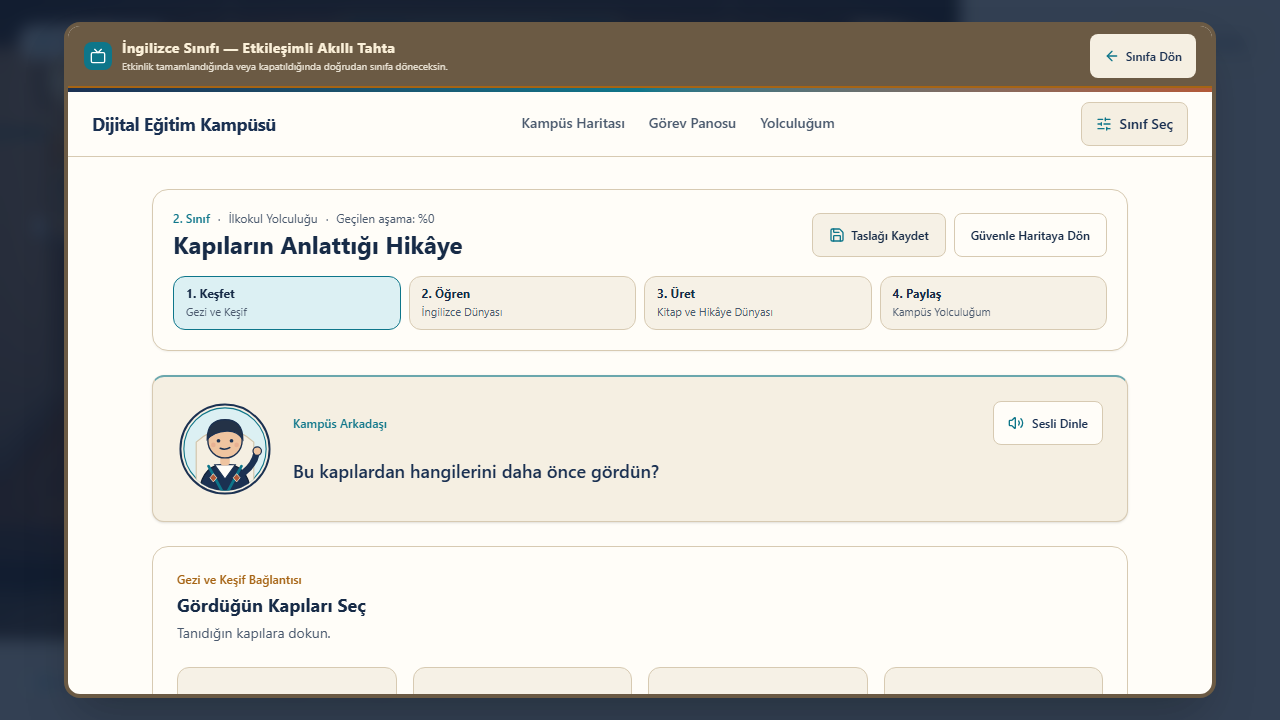 İngilizce Sınıfı — Etkileşimli Akıllı Tahta
Etkinlik tamamlandığında veya kapatıldığında doğrudan sınıfa döneceksin.
Sınıfa Dön
Dijital Eğitim Kampüsü
Kampüs Haritası
Görev Panosu
Yolculuğum
Sınıf Seç
2. Sınıf · İlkokul Yolculuğu · Geçilen aşama: %0
Kapıların Anlattığı Hikâye
Taslağı Kaydet
Güvenle Haritaya Dön
1. Keşfet
Gezi ve Keşif
2. Öğren
İngilizce Dünyası
3. Üret
Kitap ve Hikâye Dünyası
4. Paylaş
Kampüs Yolculuğum
Kampüs Arkadaşı
Sesli Dinle
Bu kapılardan hangilerini daha önce gördün?
Gezi ve Keşif Bağlantısı
Gördüğün Kapıları Seç
Tanıdığın kapılara dokun.